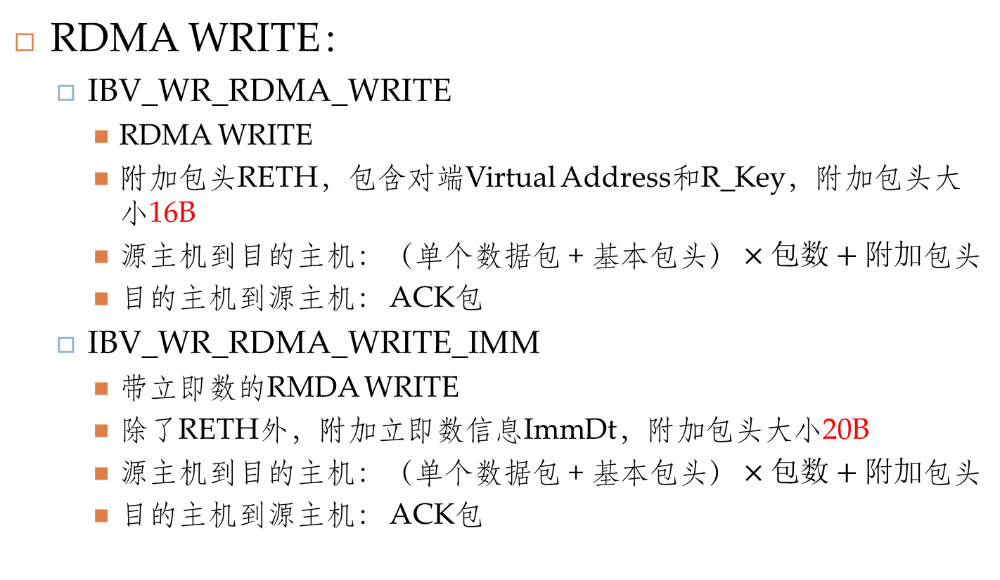 RDMA WRITE：
IBV_WR_RDMA_WRITE
RDMA WRITE
附加包头RETH，包含对端Virtual Address和R_Key，附加包头大
小16B
源主机到目的主机：（单个数据包 + 基本包头） × 包数 + 附加包头
目的主机到源主机： ACK包
IBV_WR_RDMA_WRITE_IMM
带立即数的RMDA WRITE
除了RETH外，附加立即数信息ImmDt，附加包头大小20B
源主机到目的主机：（单个数据包 + 基本包头） × 包数 + 附加包头
目的主机到源主机： ACK包